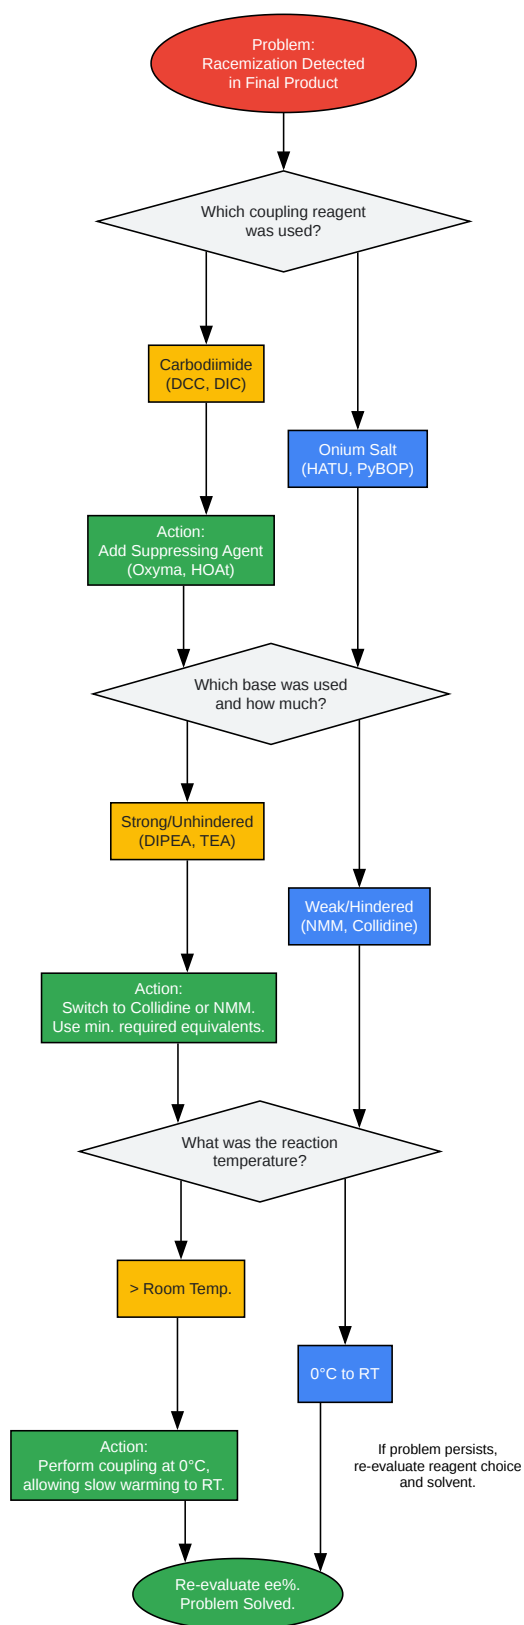 Problem:
Racemization Detected
in Final Product
Which coupling reagent
was used?
Carbodiimide
(DCC, DIC)
Onium Salt
(HATU, PyBOP)
Action:
Add Suppressing Agent
(Oxyma, HOAt)
Which base was used
and how much?
Strong/Unhindered
(DIPEA, TEA)
Weak/Hindered
(NMM, Collidine)
Action:
Switch to Collidine or NMM.
Use min. required equivalents.
What was the reaction
temperature?
> Room Temp.
0°C to RT
Action:
Perform coupling at 0°C,
allowing slow warming to RT.
If problem persists,
re-evaluate reagent choice
and solvent.
Re-evaluate ee%.
Problem Solved.